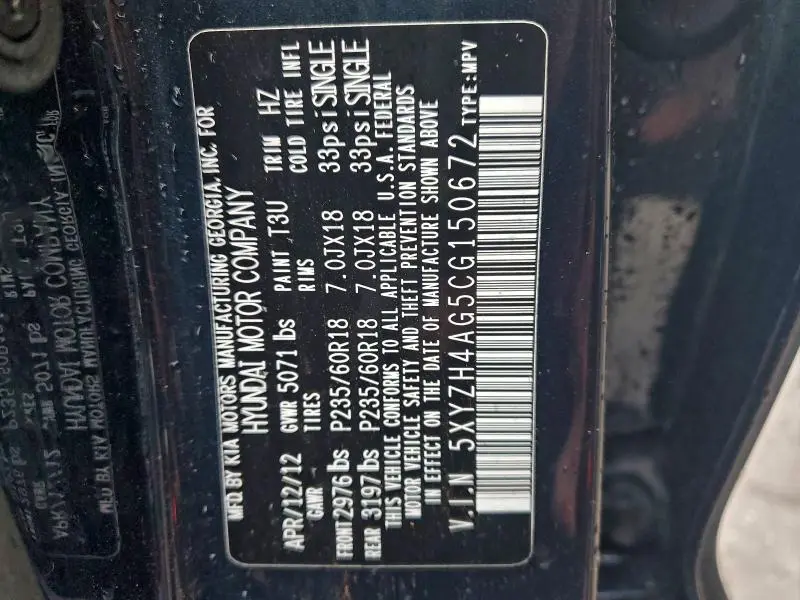 MFD BY KIA MOTORS MANUFACTURING GEORGIA, INC. FOR
HYUNDAI MOTOR COMPANY
APR/12/12 GVWR 5071 lbs PAINT T3U TRIM HZ
GAWR TIRES RIMS COLD TIRE INFL
FRONT 2976 lbs P235/60R18 7.0JX18 33psi SINGLE
REAR 3197 lbs P235/60R18 7.0JX18 33psi SINGLE
THIS VEHICLE CONFORMS TO ALL APPLICABLE U.S.A. FEDERAL
MOTOR VEHICLE SAFETY AND THEFT PREVENTION STANDARDS
IN EFFECT ON THE DATE OF MANUFACTURE SHOWN ABOVE
V.I.N 5XYZH4AG5CG150672 TYPE:MPV